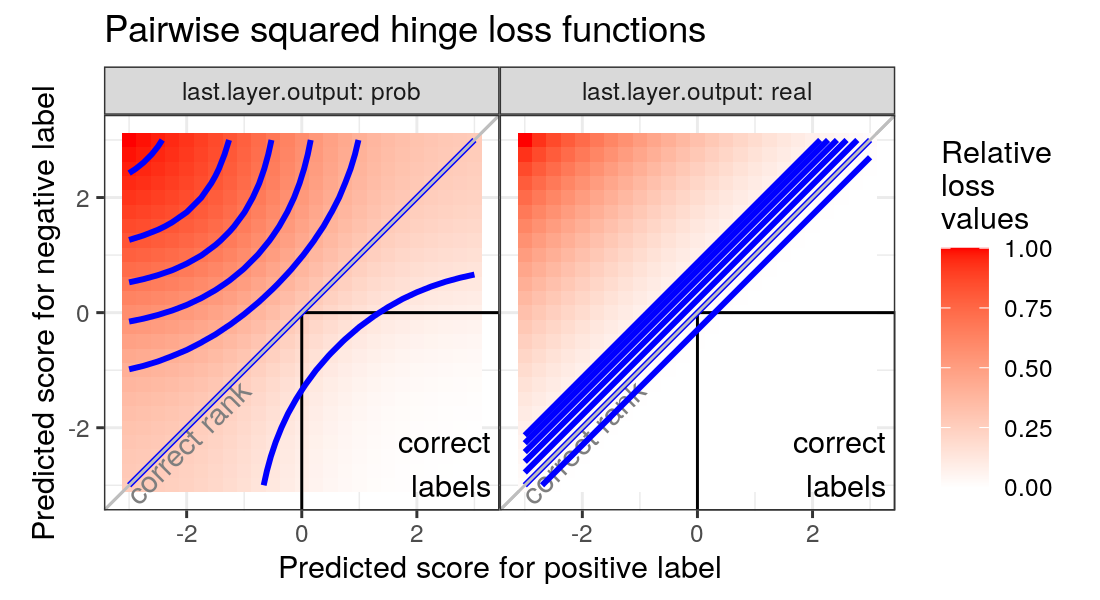 Pairwise squared hinge loss functions
last.layer.output: prob
last.layer.output: real
Predicted score for negative label
2
0
-2
correct rank
correct
labels
correct rank
correct
labels
-2
0
2
-2
0
2
Predicted score for positive label
Relative
loss
values
1.00
0.75
0.50
0.25
0.00